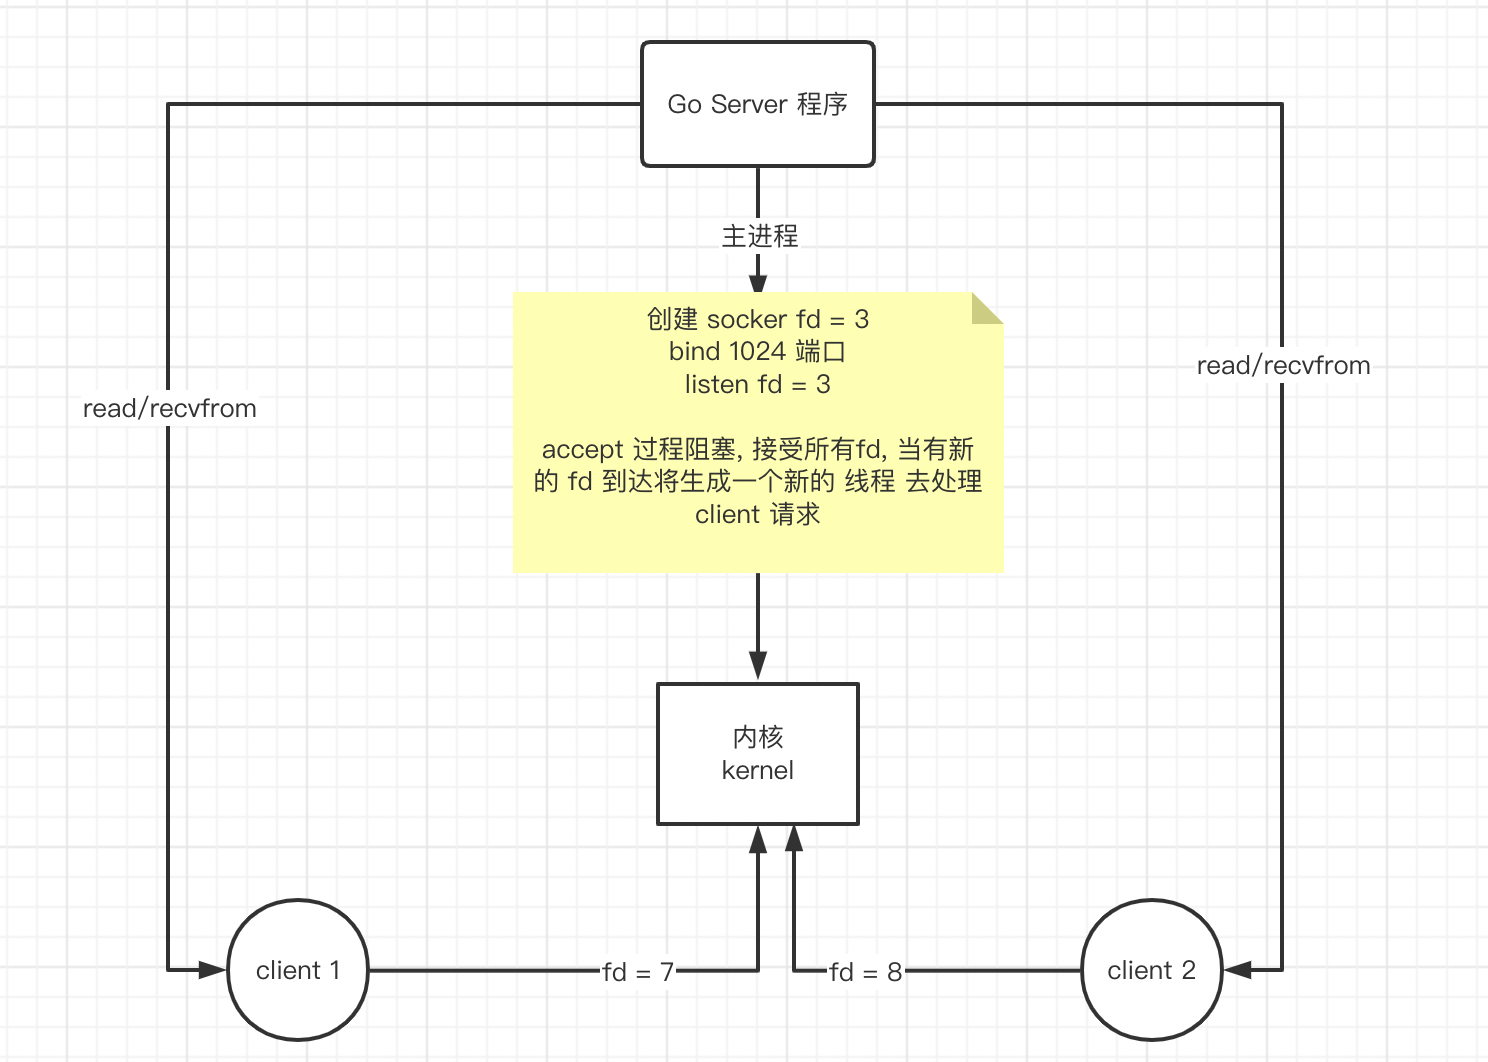 Go Server 程序
主进程
创建 socker fd = 3
bind 1024 端口
listen fd = 3
read/recvfrom
read/recvfrom
accept 过程阻塞, 接受所有fd, 当有新
的 fd 到达将生成一个新的 线程 去处理
client 请求
内核
kernel
client 1
fd = 7
fd = 8
client 2